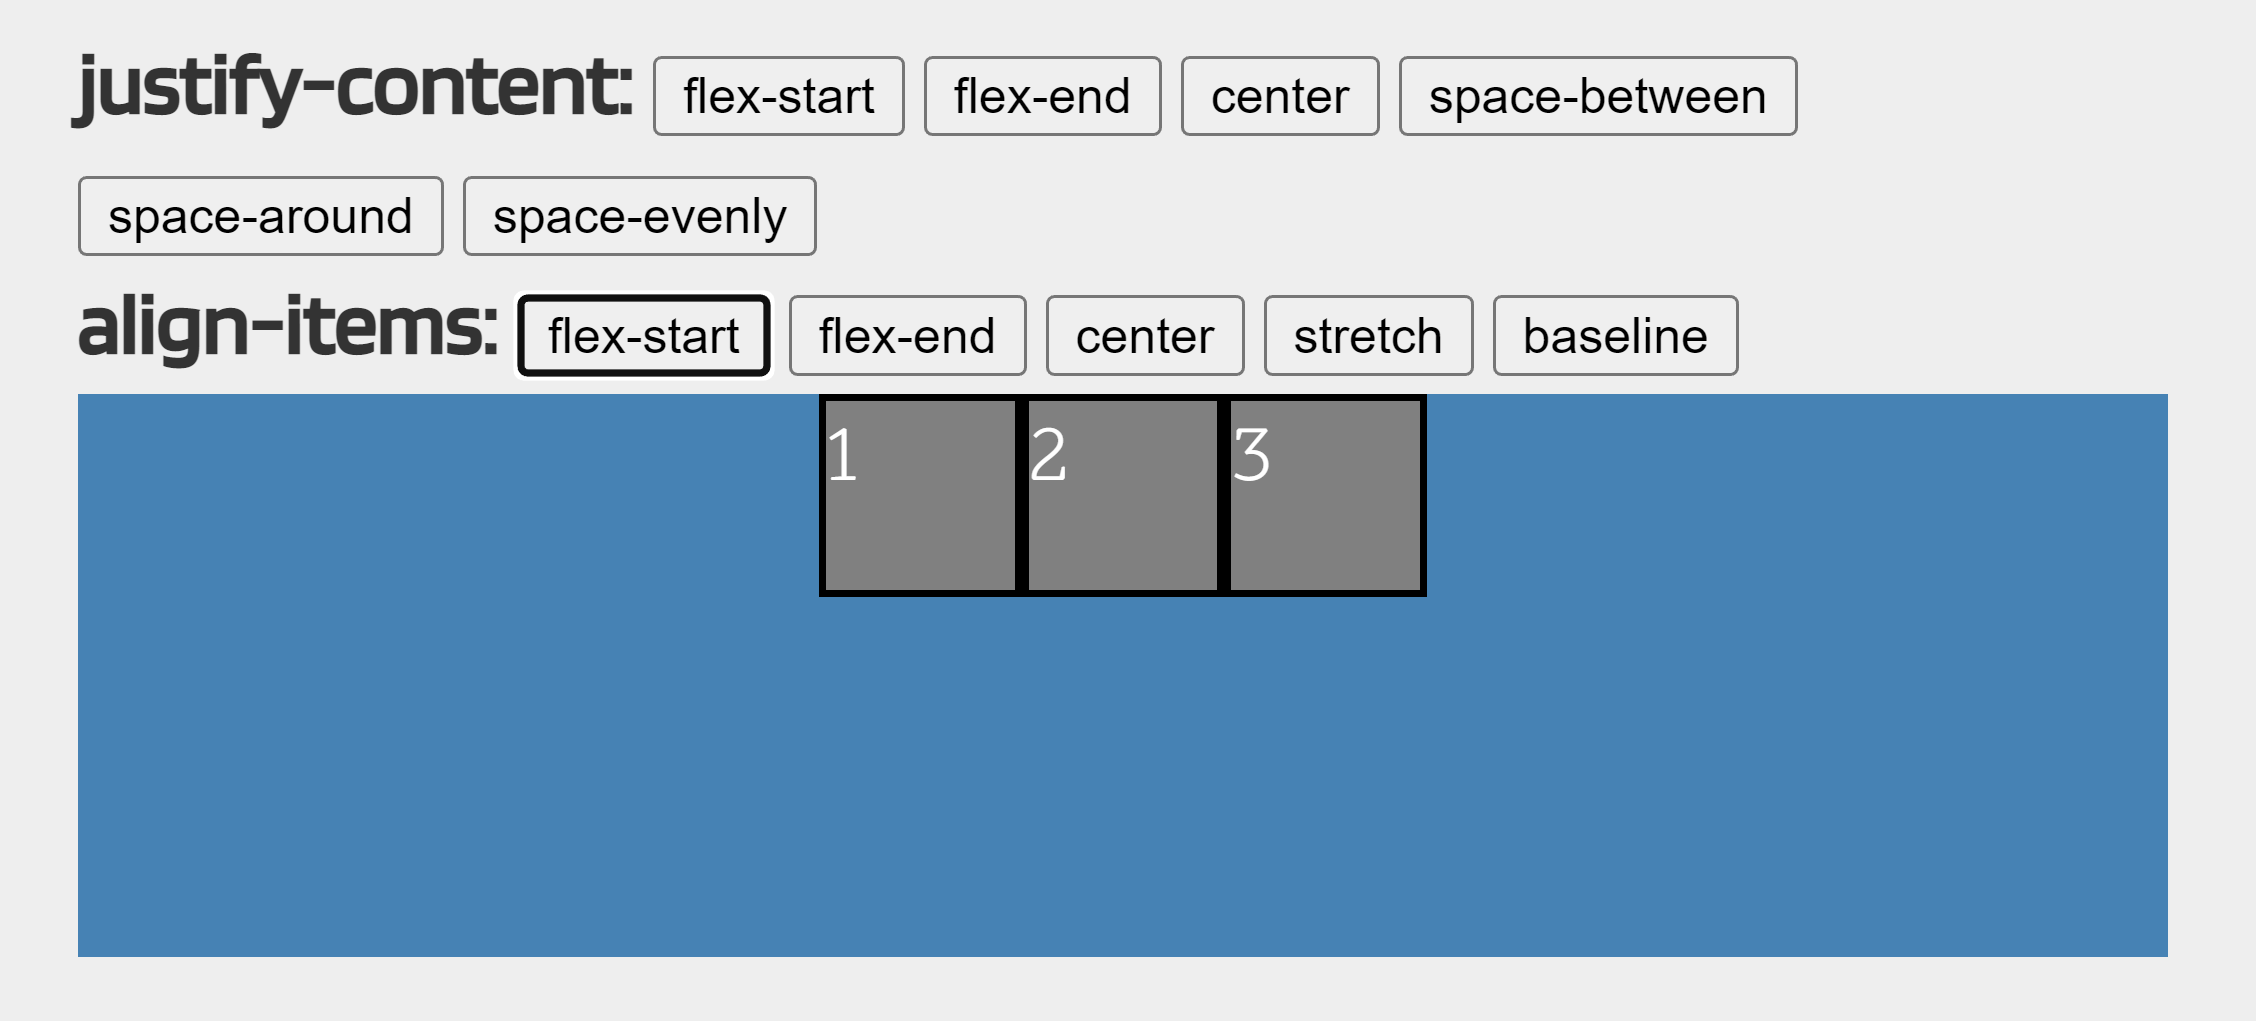 justify-content: flex-start flex-end center space-between
space-around space-evenly
align-items: flex-start flex-end center stretch baseline
1 2 3